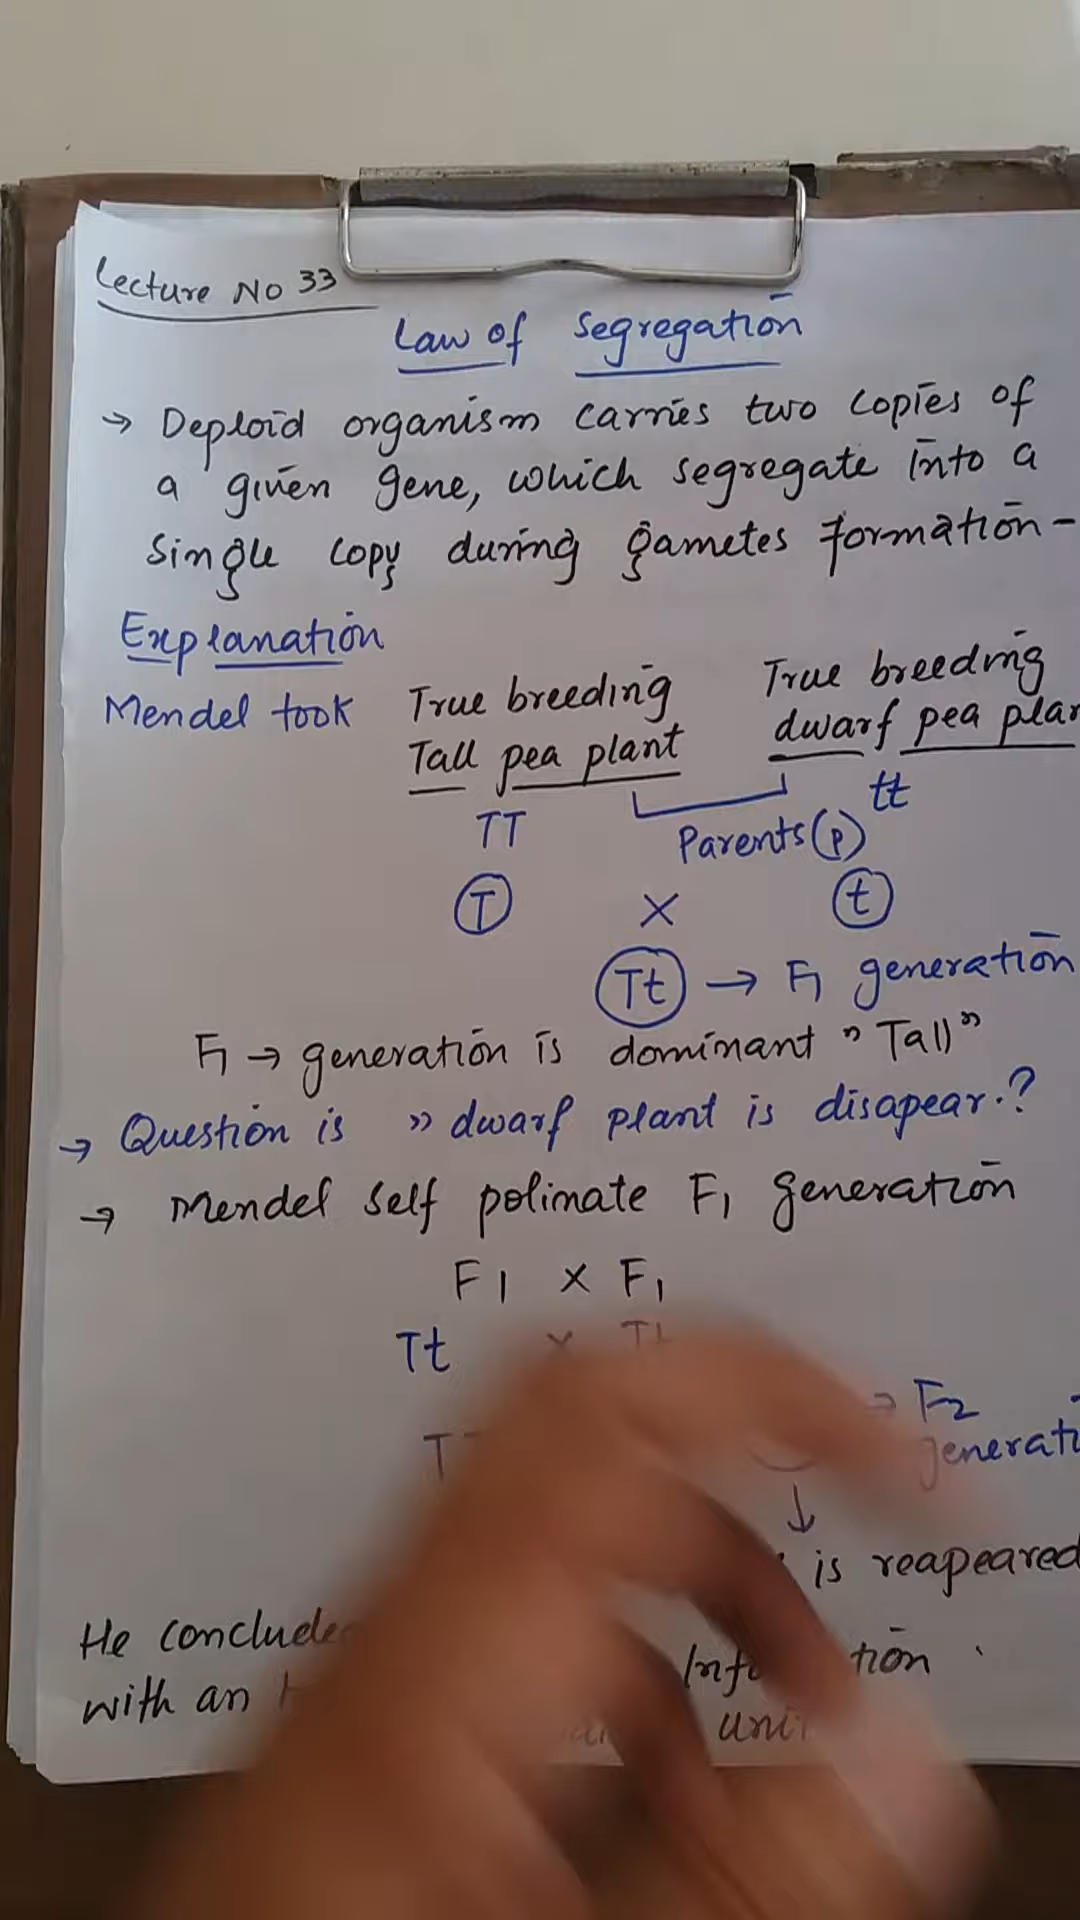 Lecture No 33
Law of Segregation
→ Deploid organism carries two copies of
a given gene, which segregate into a
single copy during gametes formation-
Explanation
Mendel took True breeding True breeding
Tall pea plant dwarf pea plan
TT tt
Parents (P)
T × t
Tt → F1 generation
F1 → generation is dominant "Tall"
→ Question is " dwarf plant is disapear.?
→ Mendel self polinate F1 generation
F1 × F1
Tt ×
→ F2
generati
↓
is reapeared
He conclude
with an